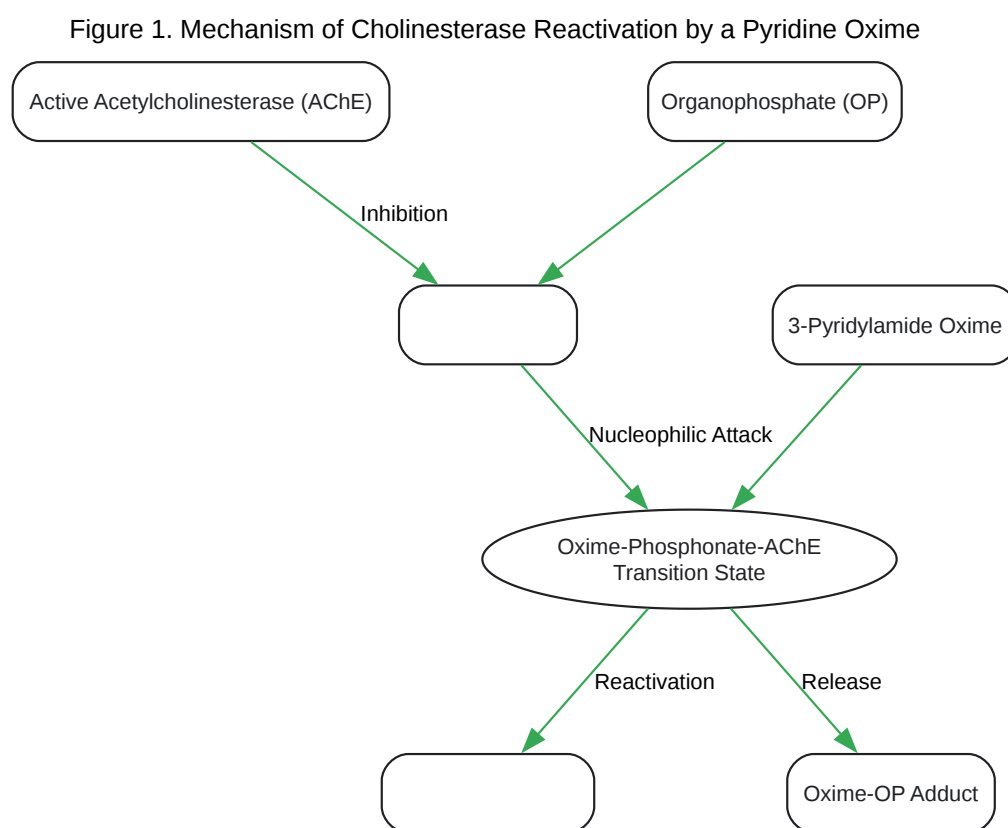 Figure 1. Mechanism of Cholinesterase Reactivation by a Pyridine Oxime
Active Acetylcholinesterase (AChE)
Organophosphate (OP)
Inhibition
3-Pyridylamide Oxime
Nucleophilic Attack
Oxime-Phosphonate-AChE
Transition State
Reactivation
Release
Oxime-OP Adduct